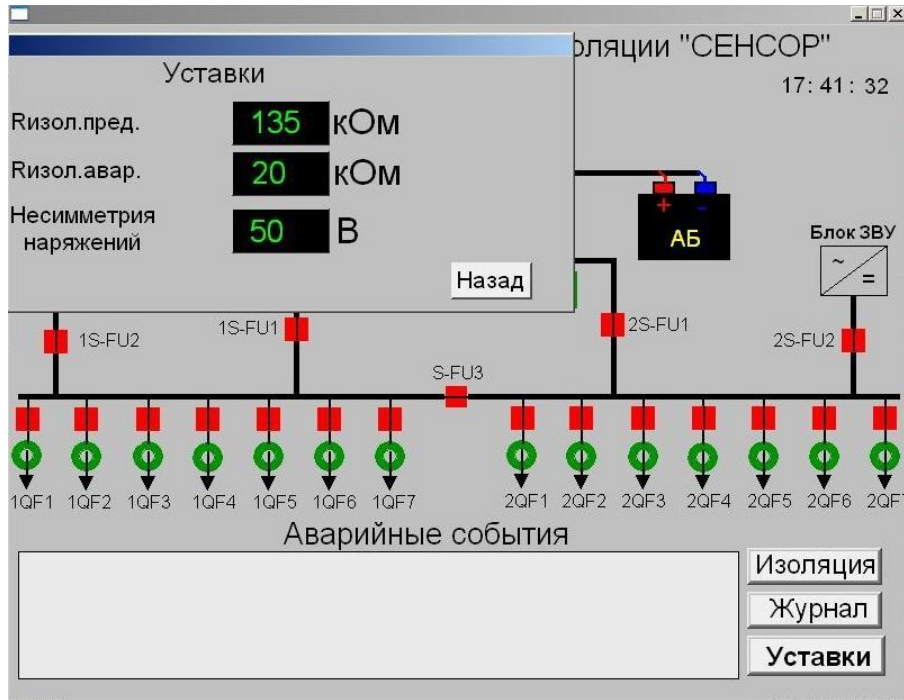 оляции "СЕНСОР"
Уставки
17: 41 : 32
Rизол.пред. 135 кОм
Rизол.авар. 20 кОм
Несимметрия
наряжений 50 В
+ -
АБ
Блок ЗВУ
~
=
Назад
1S-FU2 1S-FU1 2S-FU1 2S-FU2
S-FU3
1QF1 1QF2 1QF3 1QF4 1QF5 1QF6 1QF7 2QF1 2QF2 2QF3 2QF4 2QF5 2QF6 2QF7
Аварийные события
Изоляция
Журнал
Уставки